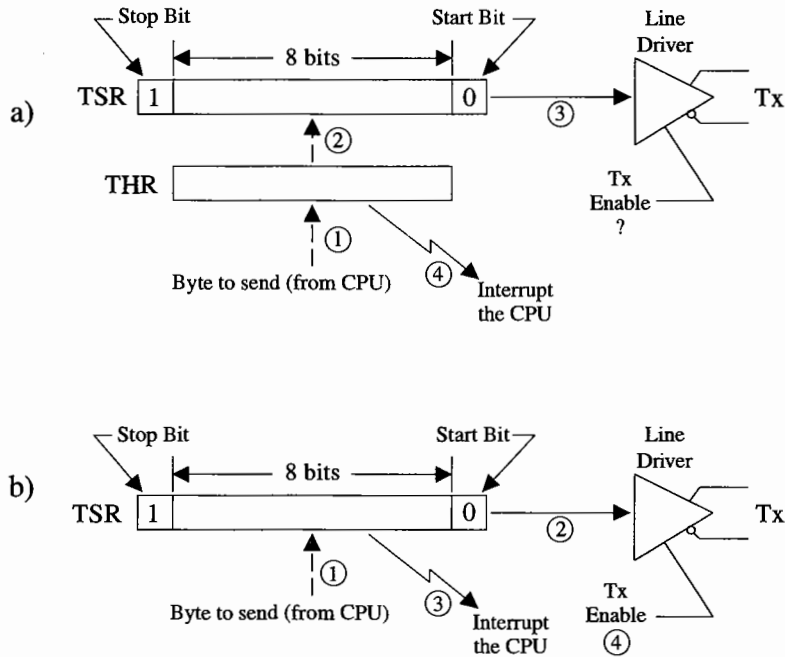 Stop Bit
Start Bit
Line
Driver
8 bits
a)
TSR
1
0
③
Tx
②
THR
Tx
Enable
?
①
④
Byte to send (from CPU)
Interrupt
the CPU
Stop Bit
Start Bit
Line
Driver
8 bits
b)
TSR
1
0
②
Tx
①
③
Byte to send (from CPU)
Interrupt
the CPU
Tx
Enable
④